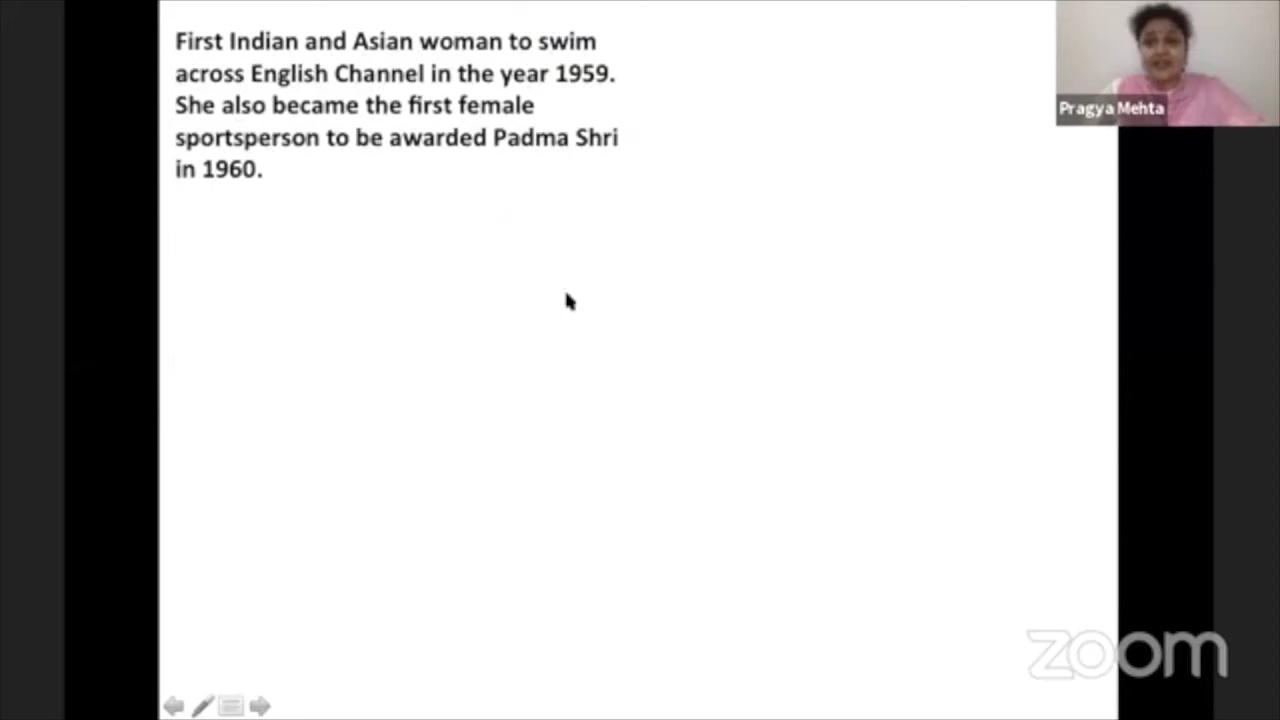 First Indian and Asian woman to swim
across English Channel in the year 1959.
She also became the first female
sportsperson to be awarded Padma Shri
in 1960.
Pragya Mehta
zoom